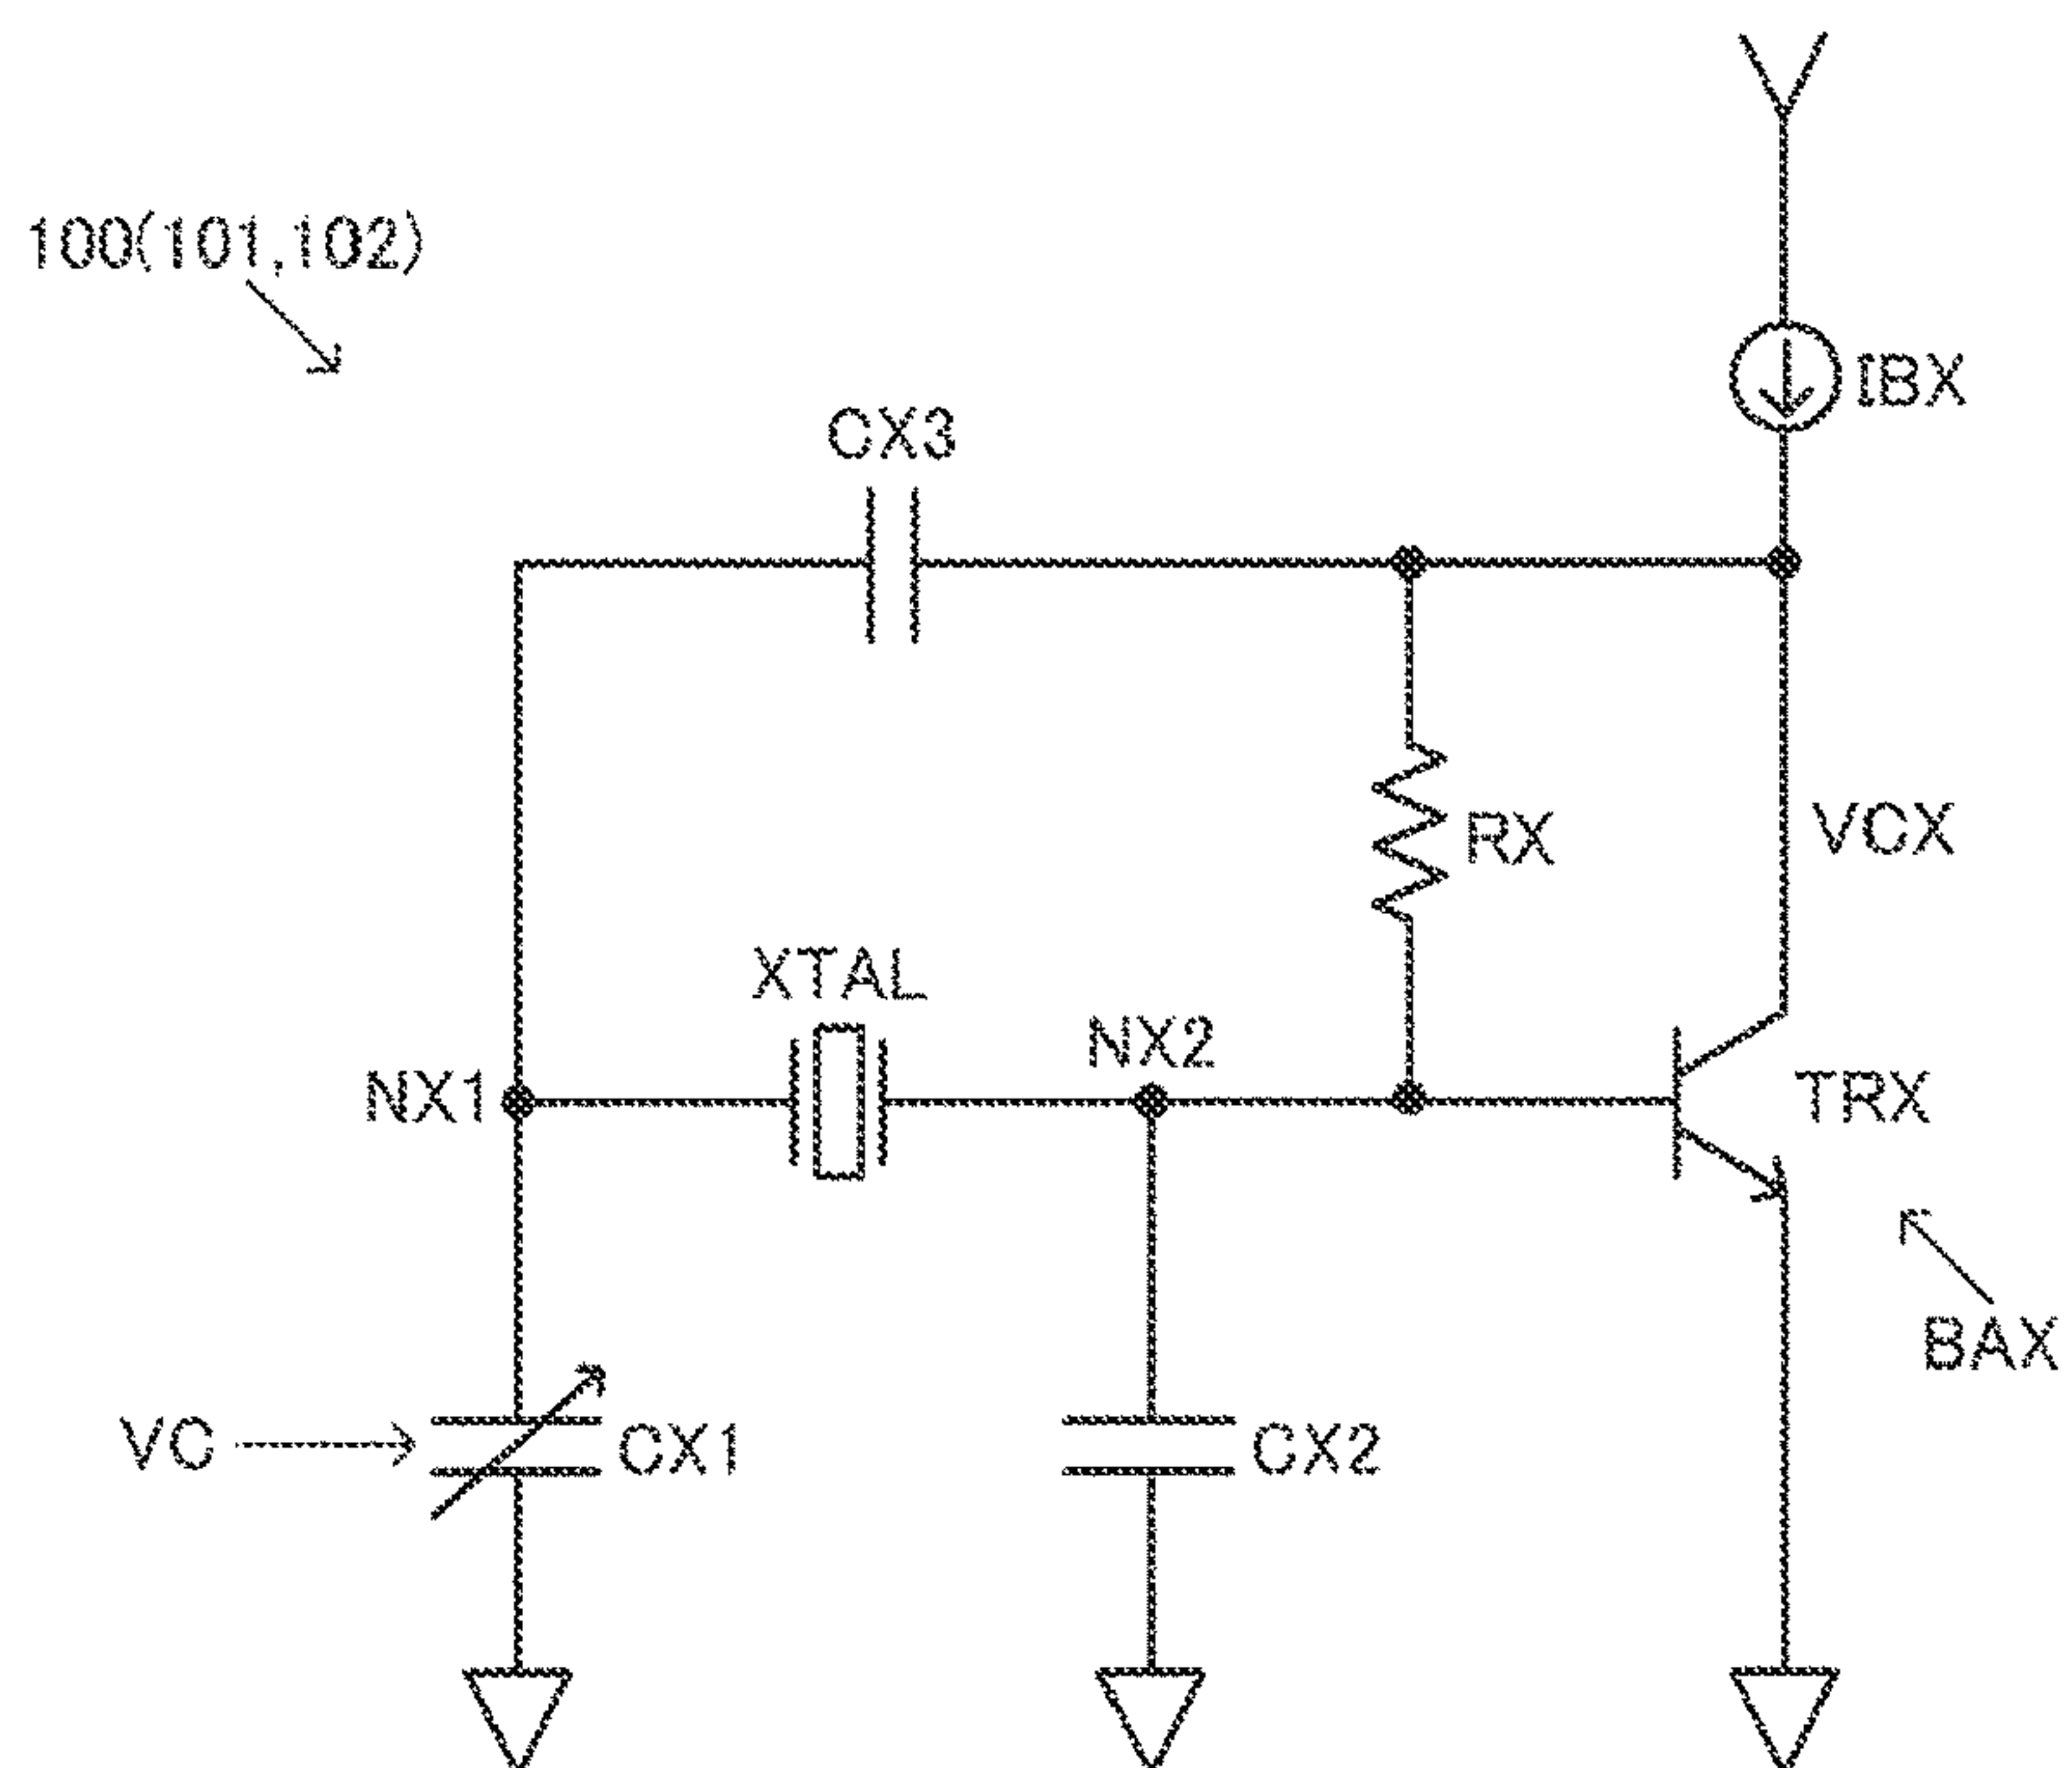 100(101,102)
IBX
CX3
RX
VCX
XTAL
NX2
NX1
TRX
BAX
VC
CX1
CX2